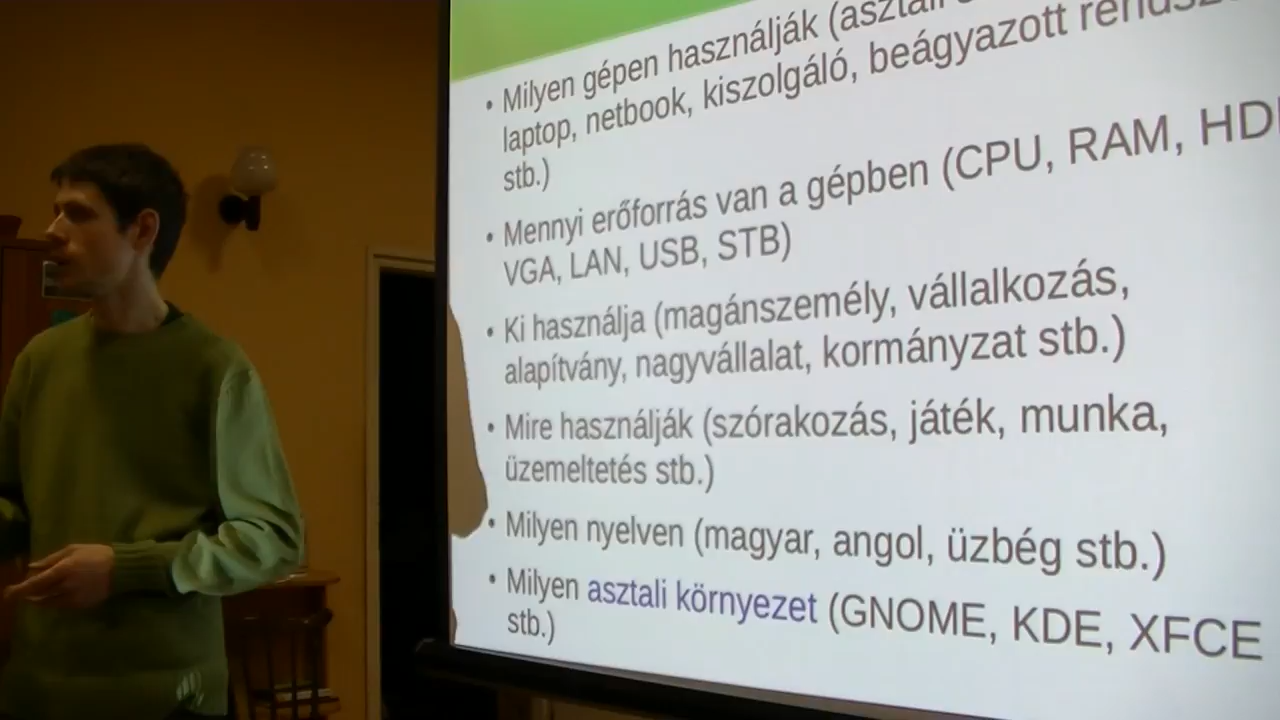 • Milyen gépen használják (asztali
laptop, netbook, kiszolgáló, beágyazott
stb.)
• Mennyi erőforrás van a gépben (CPU, RAM,
VGA, LAN, USB, STB)
• Ki használja (magánszemély, vállalkozás,
alapítvány, nagyvállalat, kormányzat stb.)
• Mire használják (szórakozás, játék, munka,
üzemeltetés stb.)
• Milyen nyelven (magyar, angol, üzbég stb.)
• Milyen asztali környezet (GNOME, KDE, XFCE
stb.)